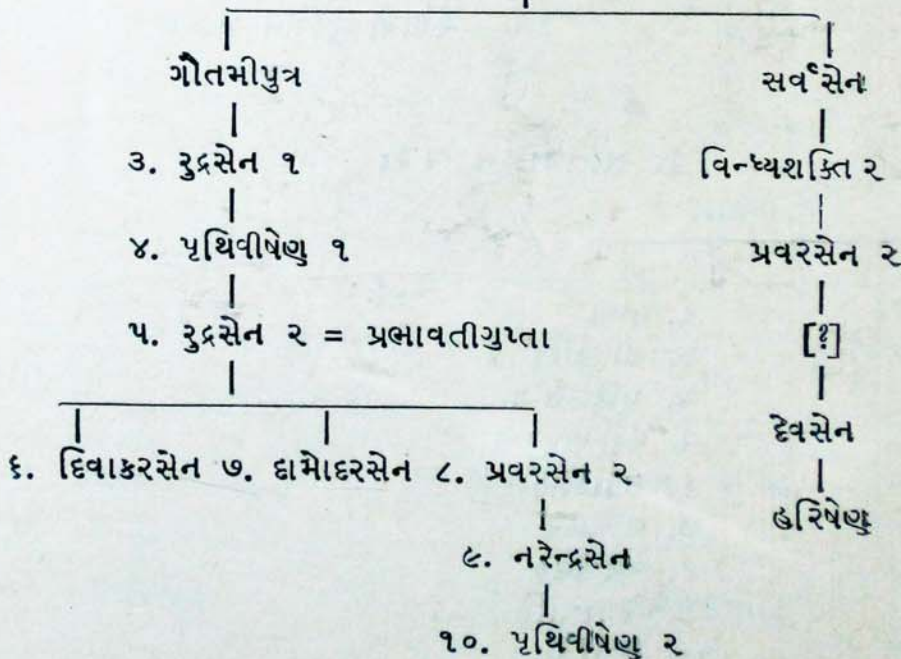 ગૌતમીપુત્ર સર્વસેન
૩. રુદ્રસેન ૧ વિન્ધ્યશક્તિ ૨
૪. પૃથિવીષેણ ૧ પ્રવરસેન ૨
૫. રુદ્રસેન ૨ = પ્રભાવતીગુપ્તા [?]
દેવસેન
૬. દિવાકરસેન ૭. દામોદરસેન ૮. પ્રવરસેન ૨
હરિષેણ
૯. નરેન્દ્રસેન
૧૦. પૃથિવીષેણ ૨